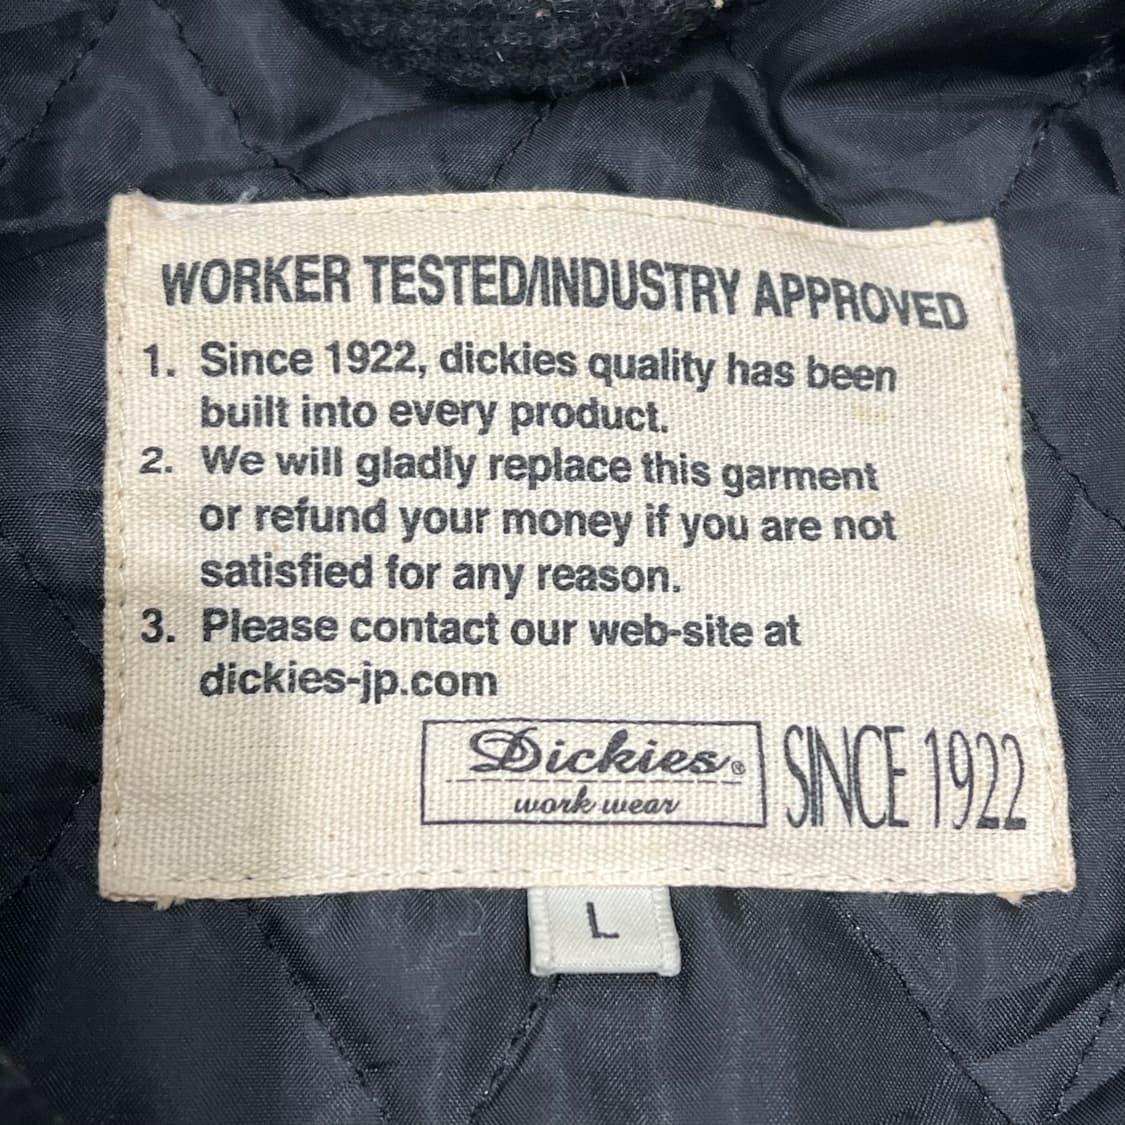 WORKER TESTED/INDUSTRY APPROVED
1. Since 1922, dickies quality has been
built into every product.
2. We will gladly replace this garment
or refund your money if you are not
satisfied for any reason.
3. Please contact our web-site at
dickies-jp.com
Dickies®
work wear
SINCE 1922
L